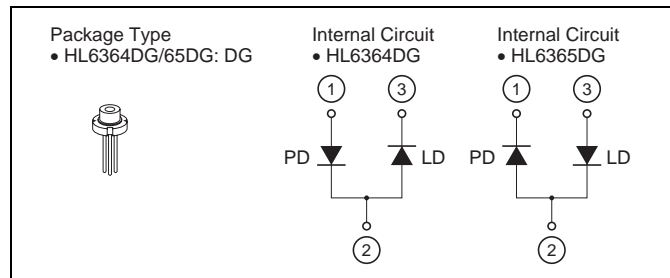 Package Type
• HL6364DG/65DG: DG
Internal Circuit
• HL6364DG
1 3
PD LD
2
Internal Circuit
• HL6365DG
1 3
PD LD
2